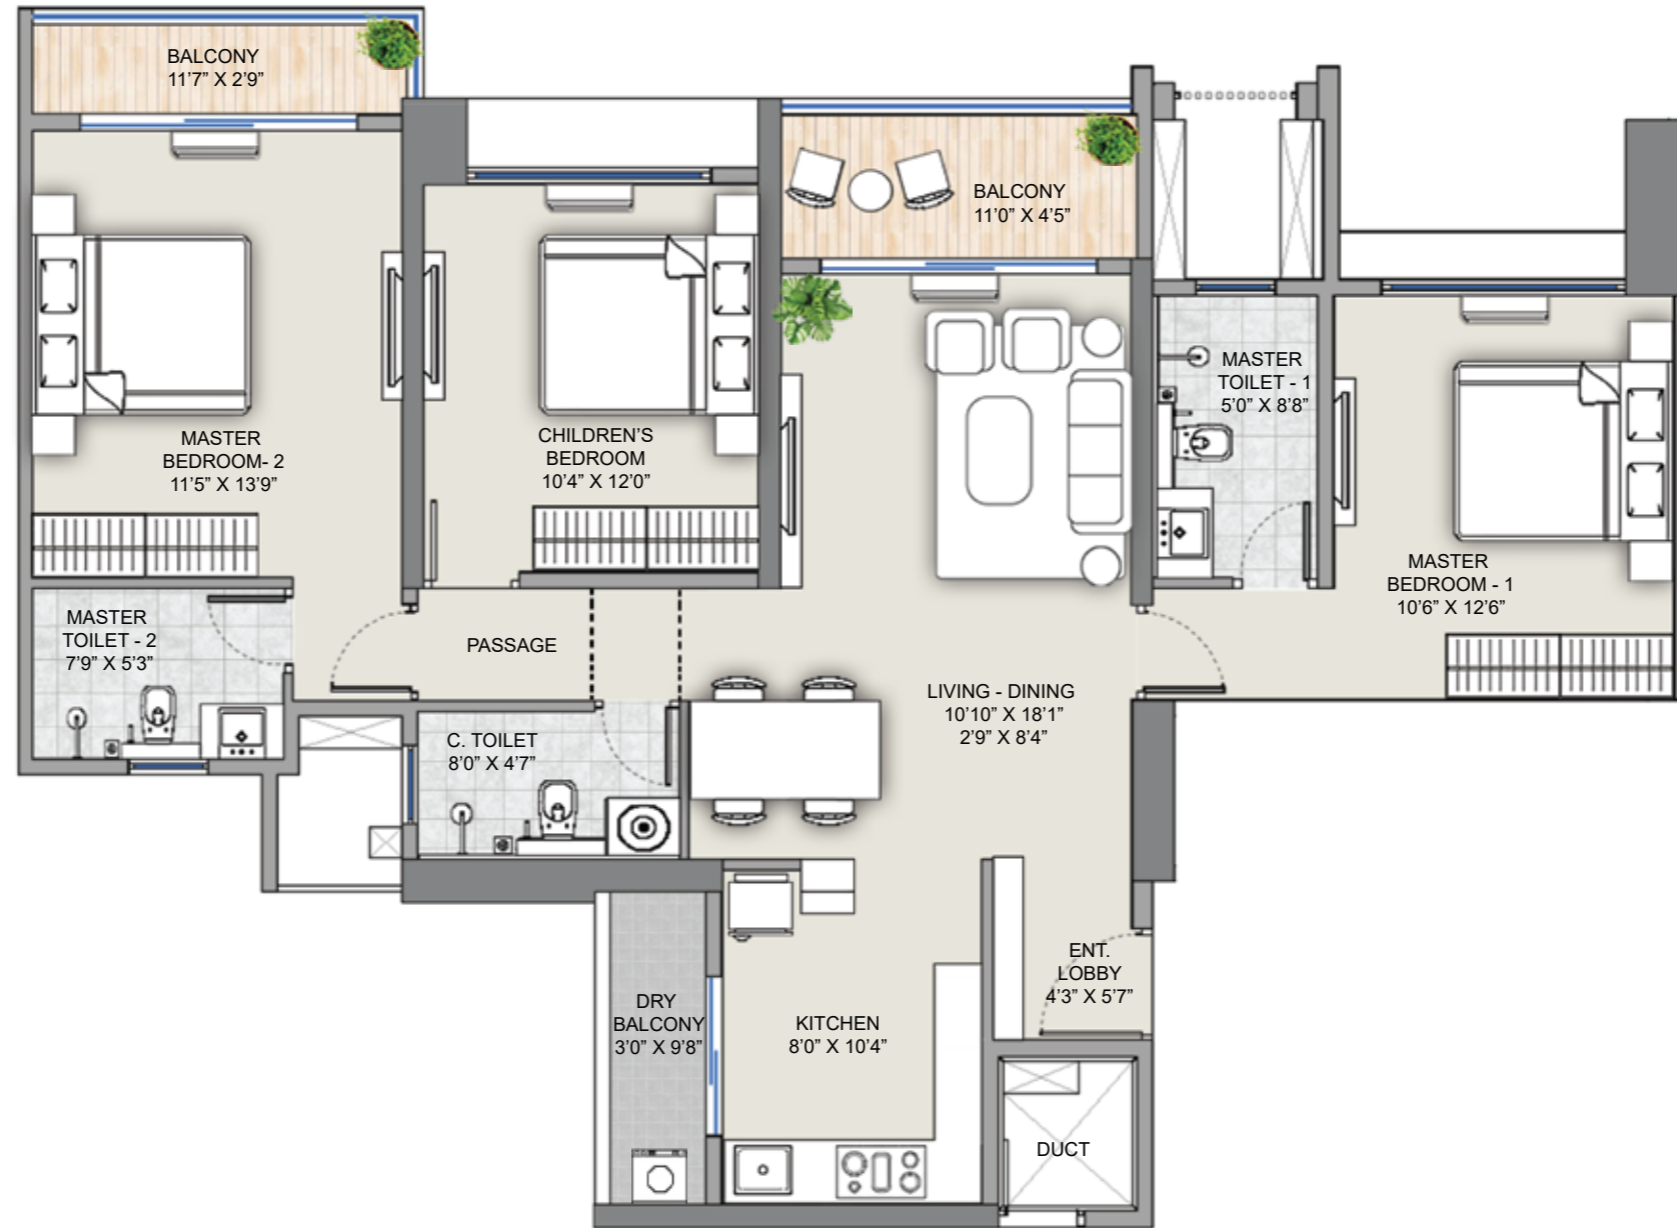 BALCONY
11’7” X 2’9”
BALCONY
11’0” X 4’5”
MASTER
TOILET - 1
5’0” X 8’8”
MASTER
BEDROOM- 2
11’5” X 13’9”
CHILDREN’S
BEDROOM
10’4” X 12’0”
MASTER
BEDROOM - 1
10’6” X 12’6”
MASTER
TOILET - 2
7’9” X 5’3”
PASSAGE
LIVING - DINING
10’10” X 18’1”
2’9” X 8’4”
C. TOILET
8’0” X 4’7”
ENT.
LOBBY
4’3” X 5’7”
DRY
BALCONY
3’0” X 9’8”
KITCHEN
8’0” X 10’4”
DUCT